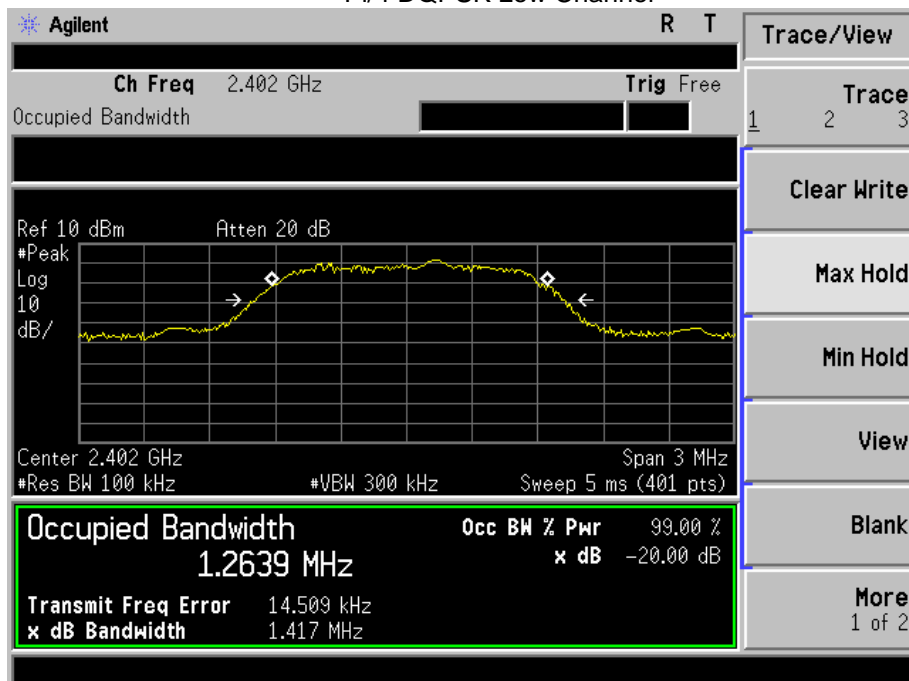 Agilent R T
Ch Freq 2.402 GHz Trig Free
Occupied Bandwidth
Ref 10 dBm Atten 20 dB
#Peak
Log
10
dB/
Center 2.402 GHz Span 3 MHz
#Res BW 100 kHz #VBW 300 kHz Sweep 5 ms (401 pts)
Occupied Bandwidth Occ BW % Pwr 99.00 %
1.2639 MHz x dB -20.00 dB
Transmit Freq Error 14.509 kHz
x dB Bandwidth 1.417 MHz
Trace/View
Trace
1 2 3
Clear Write
Max Hold
Min Hold
View
Blank
More
1 of 2